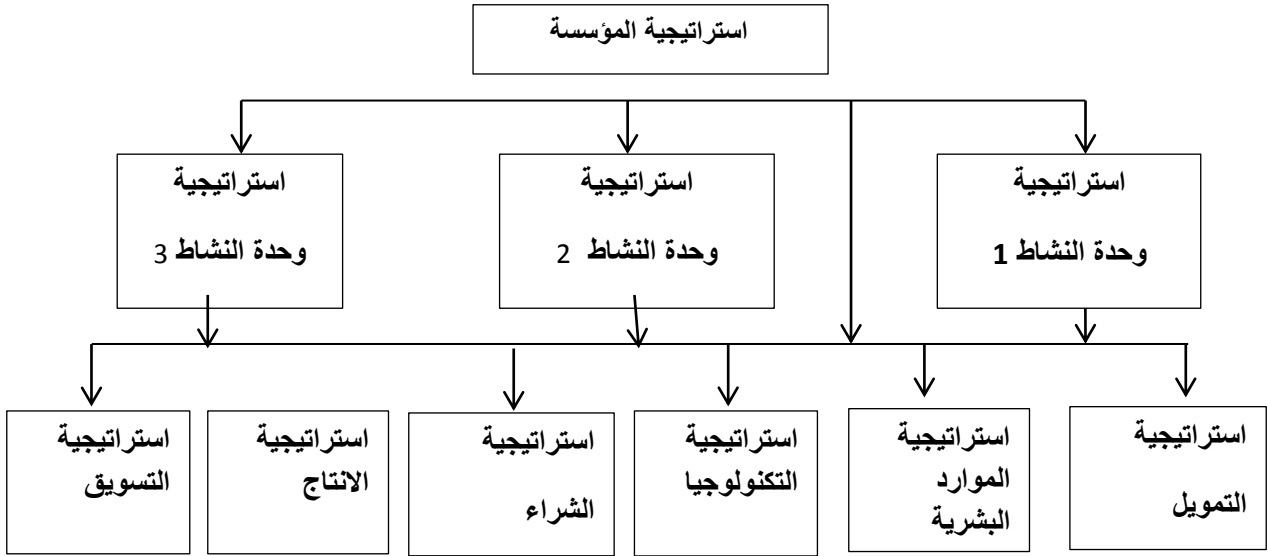 استراتيجية المؤسسة
استراتيجية
وحدة النشاط 1
استراتيجية
وحدة النشاط 2
استراتيجية
وحدة النشاط 3
استراتيجية
التمويل
استراتيجية
الموارد
البشرية
استراتيجية
التكنولوجيا
استراتيجية
الشراء
استراتيجية
الانتاج
استراتيجية
التسويق